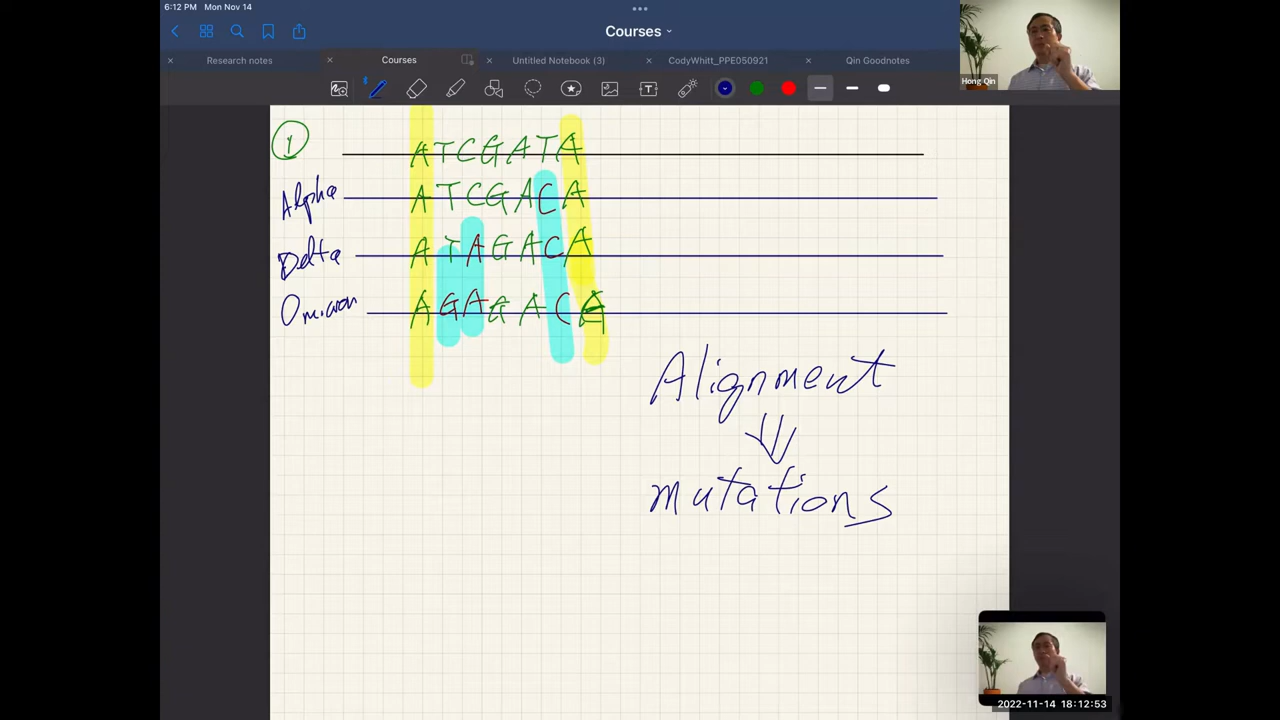 6:12 PM Mon Nov 14
Courses
Research notes
Courses
Untitled Notebook (3)
CodyWhitt_PPE050921
Qin Goodnotes
Hong Qin
1 ATCGATA
Alpha ATCGACA
Delta ATAGACA
Omicron AGAGACA
Alignment
mutations
2022-11-14 18:12:53